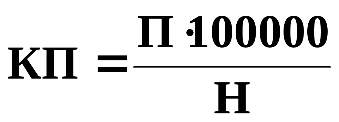 КП = П · 100000
Н